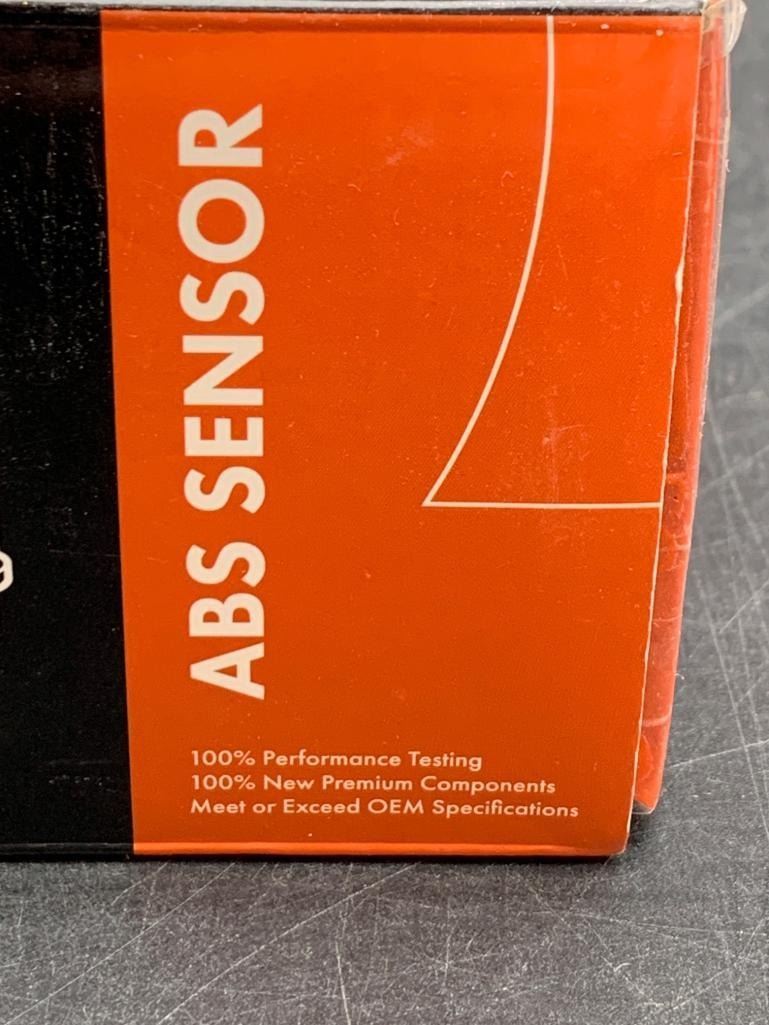 ABS SENSOR
100% Performance Testing
100% New Premium Components
Meet or Exceed OEM Specifications